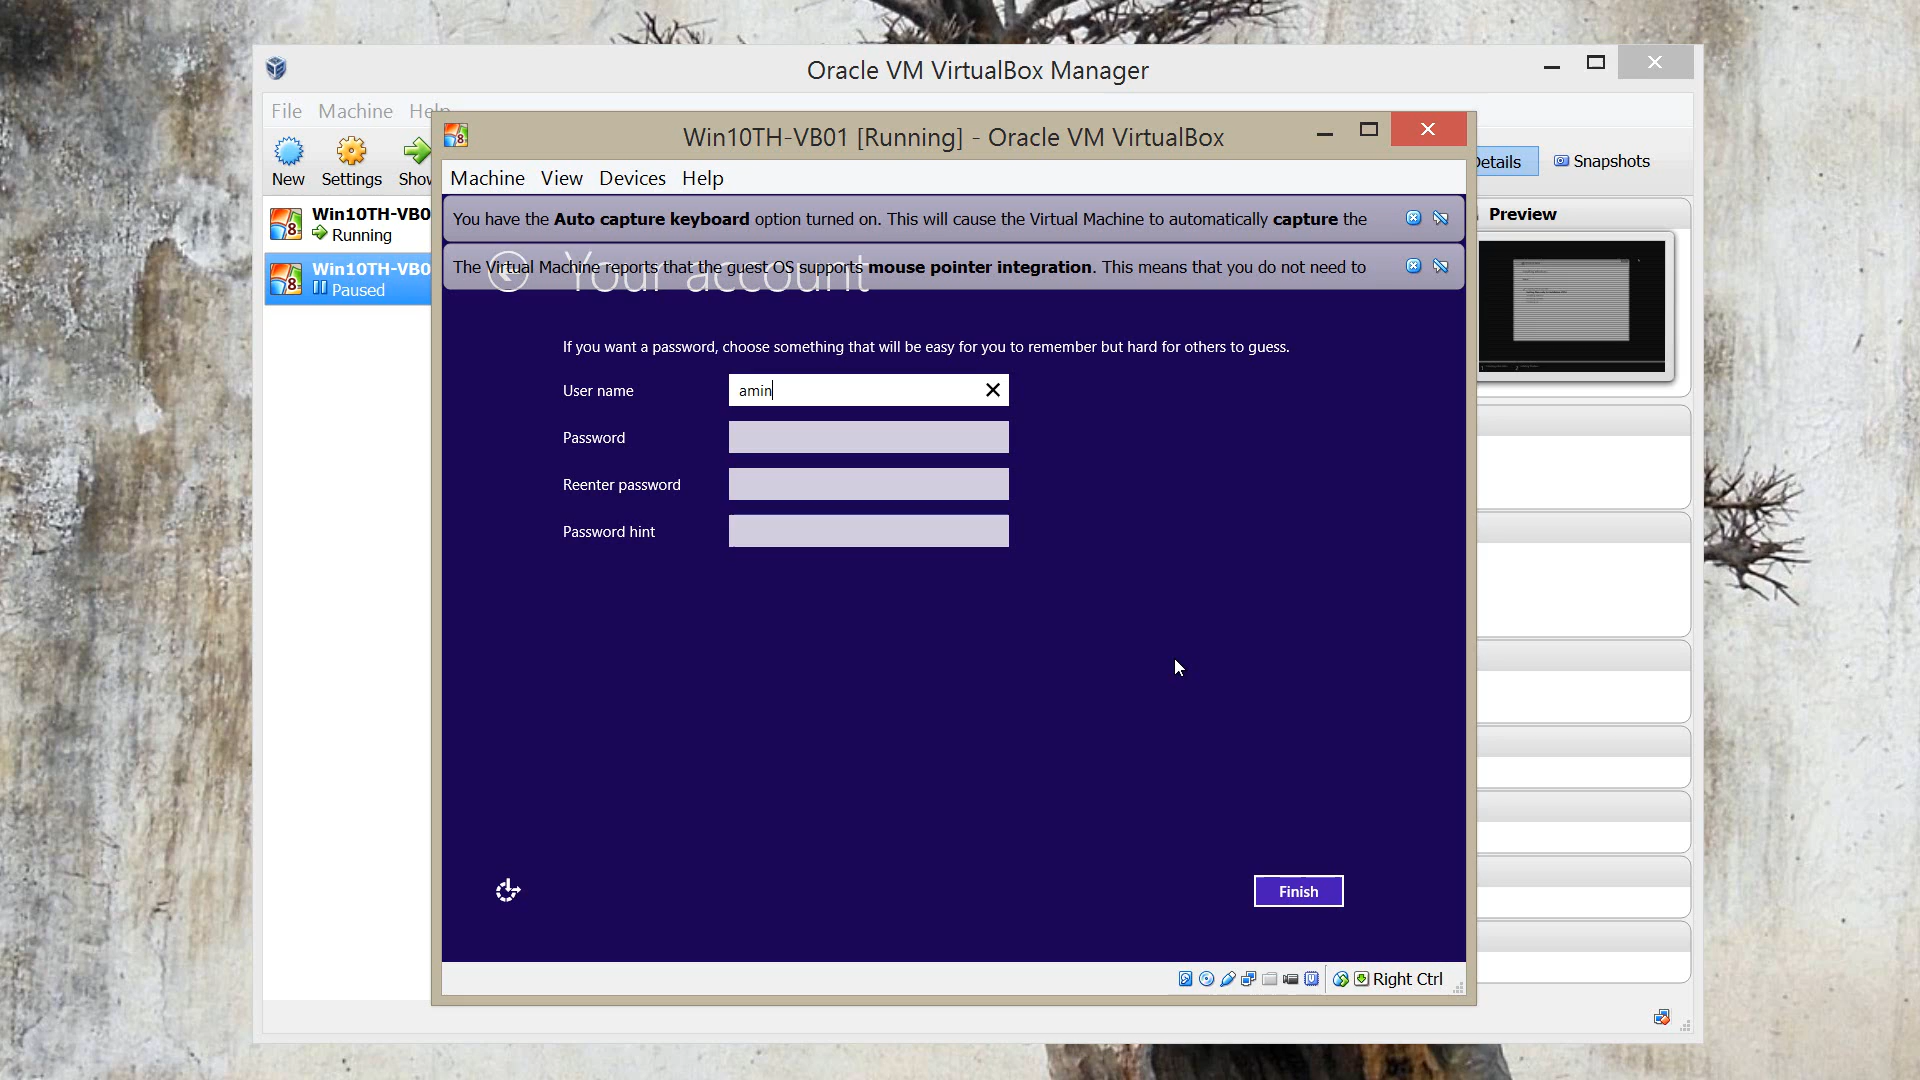 Oracle VM VirtualBox Manager
File Machine Help
New Settings Show
Details Snapshots
Win10TH-VB0
Running
Win10TH-VB0
Paused
Preview
Win10TH-VB01 [Running] - Oracle VM VirtualBox
Machine View Devices Help
You have the Auto capture keyboard option turned on. This will cause the Virtual Machine to automatically capture the
The Virtual Machine reports that the guest OS supports mouse pointer integration. This means that you do not need to
Your account
If you want a password, choose something that will be easy for you to remember but hard for others to guess.
User name amin
Password
Reenter password
Password hint
Finish
Right Ctrl